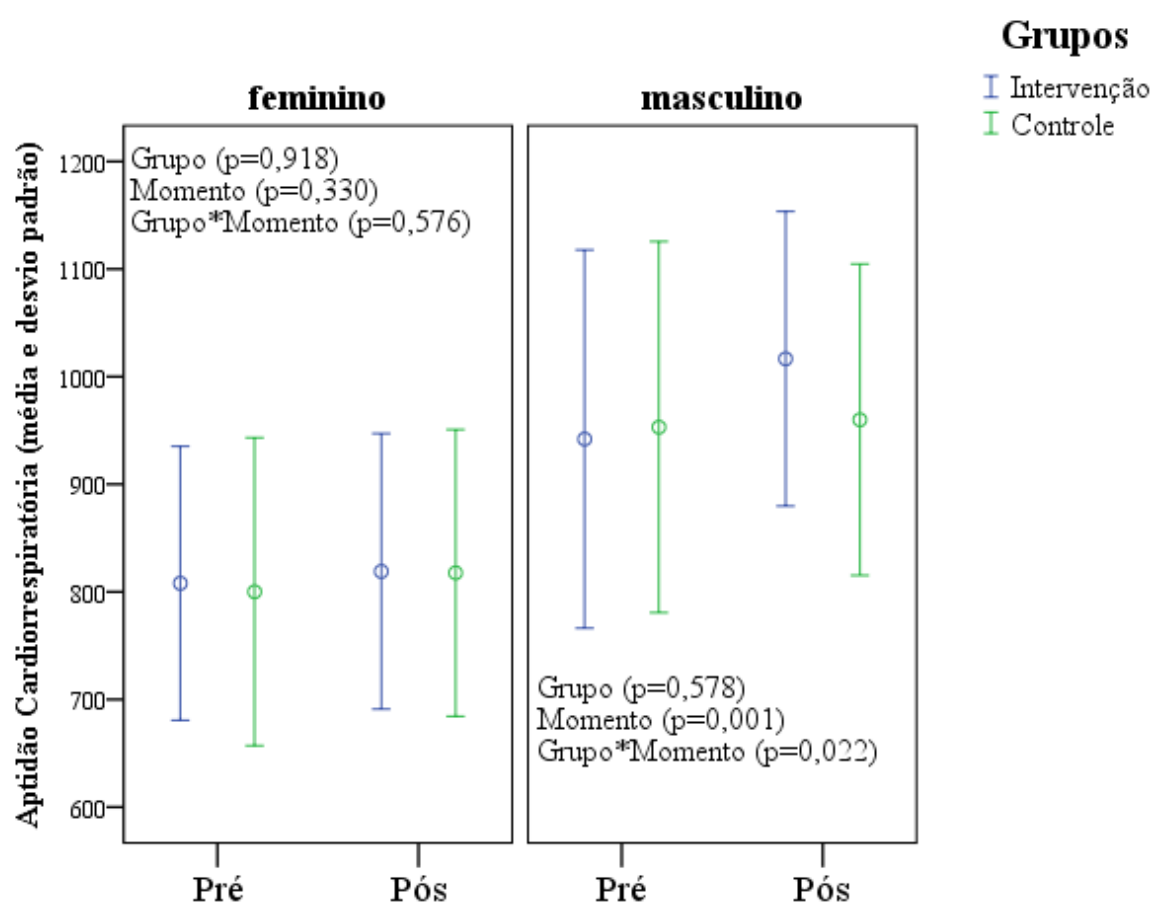 Grupos
Intervenção
Controle
feminino
masculino
Aptidão Cardiorrespiratória (média e desvio padrão)
1200
1100
1000
900
800
700
600
Grupo (p=0,918)
Momento (p=0,330)
Grupo*Momento (p=0,576)
Grupo (p=0,578)
Momento (p=0,001)
Grupo*Momento (p=0,022)
Pré
Pós
Pré
Pós